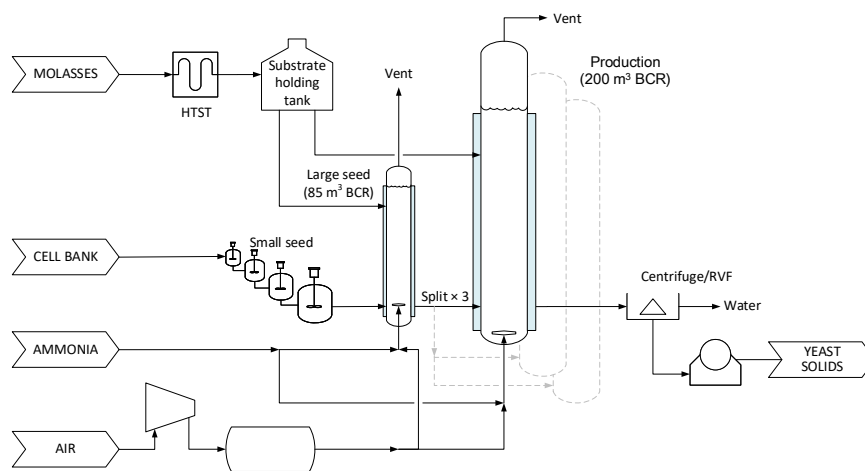 Vent
Production
(200 m³ BCR)
MOLASSES
HTST
Substrate
holding
tank
Vent
Large seed
(85 m³ BCR)
CELL BANK
Small seed
Split × 3
Centrifuge/RVF
Water
AMMONIA
YEAST
SOLIDS
AIR